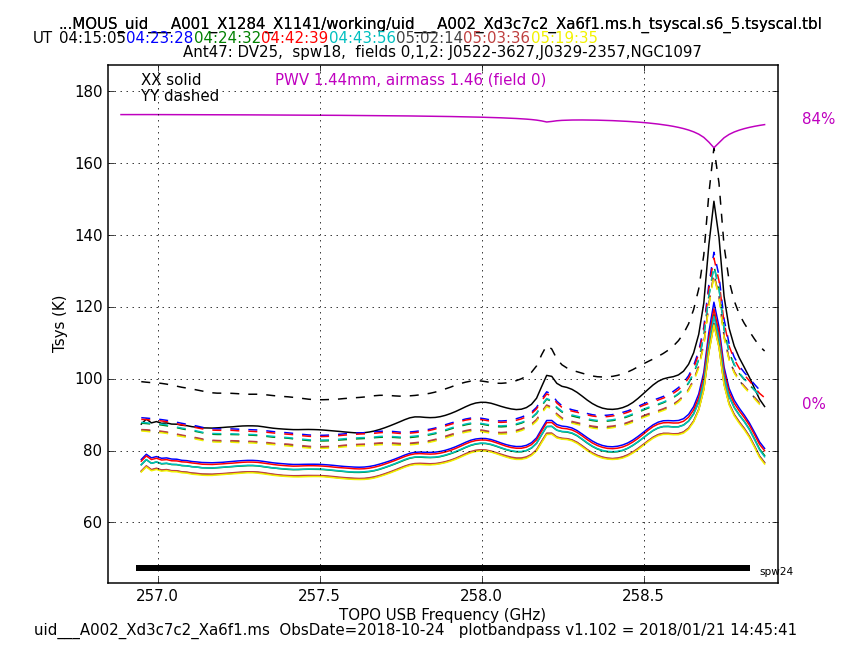 ...MOUS_uid___A001_X1284_X1141/working/uid___A002_Xd3c7c2_Xa6f1.ms.h_tsyscal.s6_5.tsyscal.tbl
UT 04:15:05 04:23:28 04:24:32 04:42:39 04:43:56 05:02:14 05:03:36 05:19:35
Ant47: DV25,  spw18,  fields 0,1,2: J0522-3627,J0329-2357,NGC1097
XX solid
PWV 1.44mm, airmass 1.46 (field 0)
YY dashed
180
84%
160
140
120
Tsys (K)
100
0%
80
60
spw24
257.0 257.5 258.0 258.5
TOPO USB Frequency (GHz)
uid___A002_Xd3c7c2_Xa6f1.ms  ObsDate=2018-10-24   plotbandpass v1.102 = 2018/01/21 14:45:41